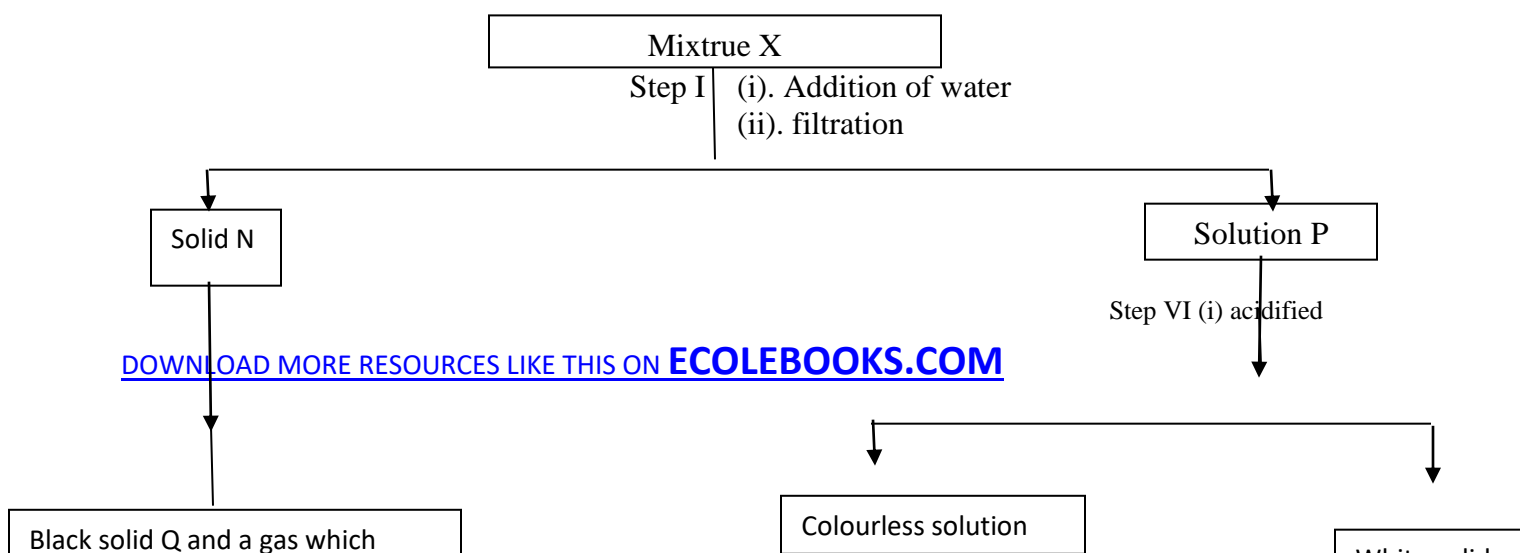 Mixtrue X
Step I (i). Addition of water
(ii). filtration
Solid N
Solution P
Step VI (i) acidified
DOWNLOAD MORE RESOURCES LIKE THIS ON ECOLEBOOKS.COM
Black solid Q and a gas which
Colourless solution